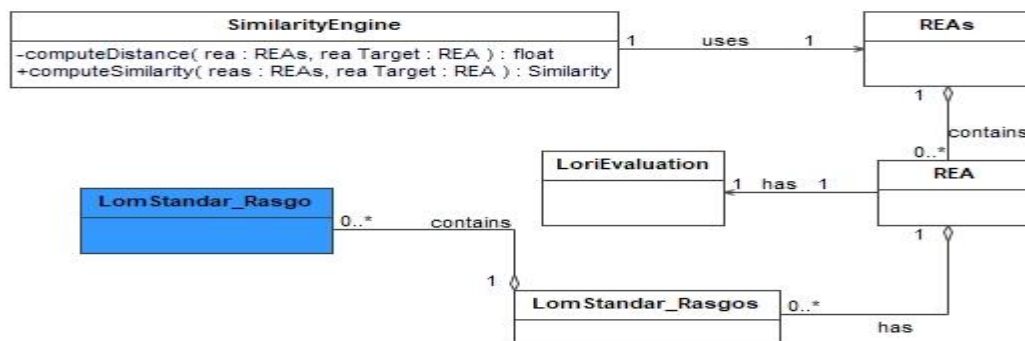 SimilarityEngine
-computeDistance( rea : REAs, rea Target : REA ) : float
+computeSimilarity( reas : REAs, rea Target : REA ) : Similarity
1 uses 1
REAs
1
contains
0..*
LoriEvaluation
1 has 1
REA
1
LomStandar_Rasgo
0..* contains
1
LomStandar_Rasgos
0..*
has